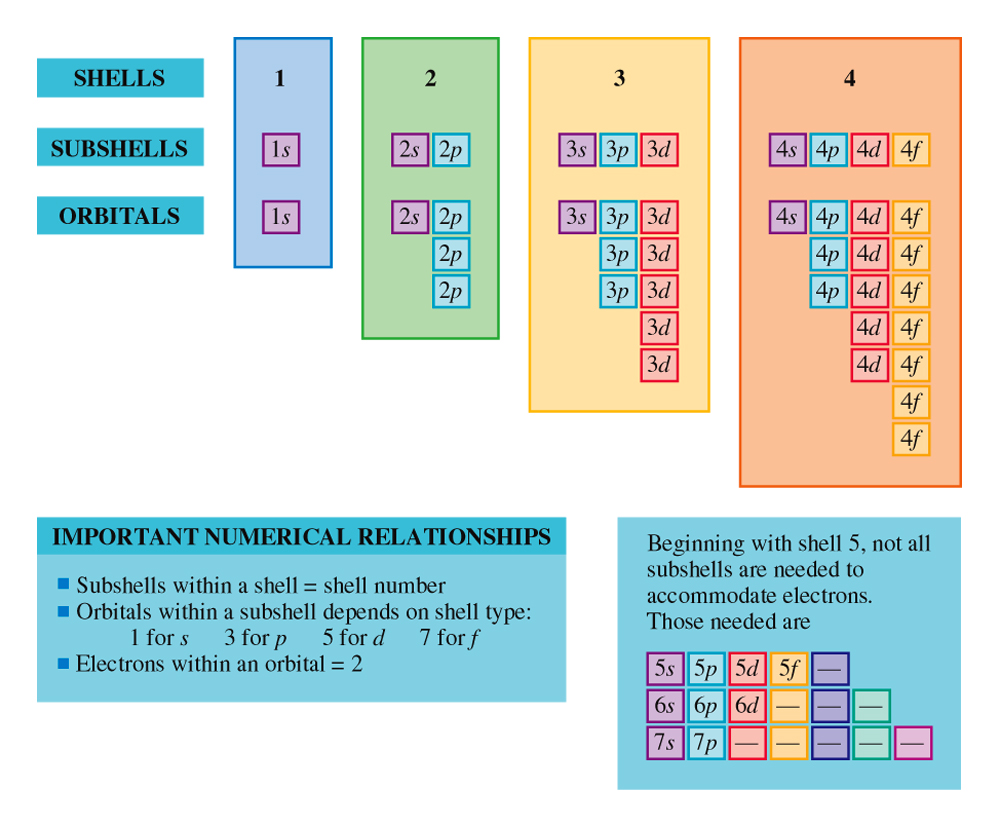 SHELLS 1 2 3 4
SUBSHELLS 1s 2s 2p 3s 3p 3d 4s 4p 4d 4f
ORBITALS 1s 2s 2p 3s 3p 3d 4s 4p 4d 4f
2p 3p 3d 4p 4d 4f
2p 3p 3d 4p 4d 4f
3d 4d 4f
3d 4d 4f
4f
4f
IMPORTANT NUMERICAL RELATIONSHIPS
■ Subshells within a shell = shell number
■ Orbitals within a subshell depends on shell type:
1 for s 3 for p 5 for d 7 for f
■ Electrons within an orbital = 2
Beginning with shell 5, not all
subshells are needed to
accommodate electrons.
Those needed are
5s 5p 5d 5f —
6s 6p 6d — — —
7s 7p — — — — —